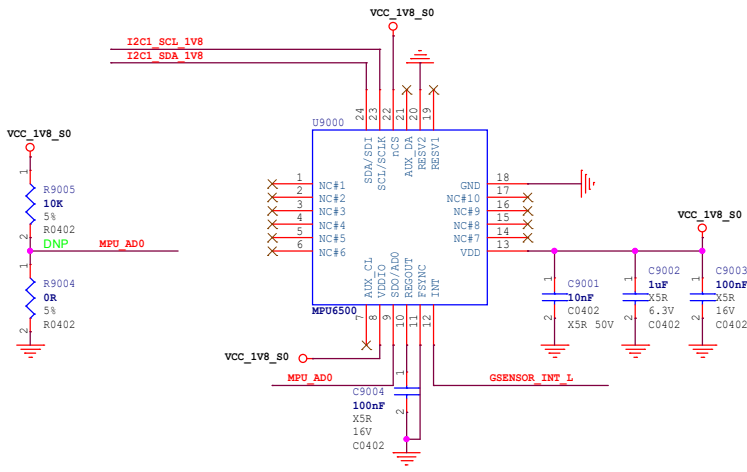 VCC_1V8_S0
I2C1_SCL_1V8
I2C1_SDA_1V8
24
23
22
21
20
19
U9000
SDA/SDI
SCL/SCLK
nCS
AUX_DA
RESV2
RESV1
VCC_1V8_S0
1
R9005
10K
5%
R0402
2
DNP
MPU_AD0
1
R9004
0R
5%
R0402
2
1 NC#1
2 NC#2
3 NC#3
4 NC#4
5 NC#5
6 NC#6
GND 18
NC#10 17
NC#9 16
NC#8 15
NC#7 14
VDD 13
VCC_1V8_S0
AUX_CL
VDDIO
SDO/AD0
REGOUT
FSYNC
INT
MPU6500
7
8
9
10
11
12
1
C9001
10nF
C0402
X5R 50V
2
1
C9002
1uF
X5R
6.3V
C0402
2
1
C9003
100nF
X5R
16V
C0402
2
VCC_1V8_S0
MPU_AD0
GSENSOR_INT_L
1
C9004
100nF
X5R
16V
C0402
2